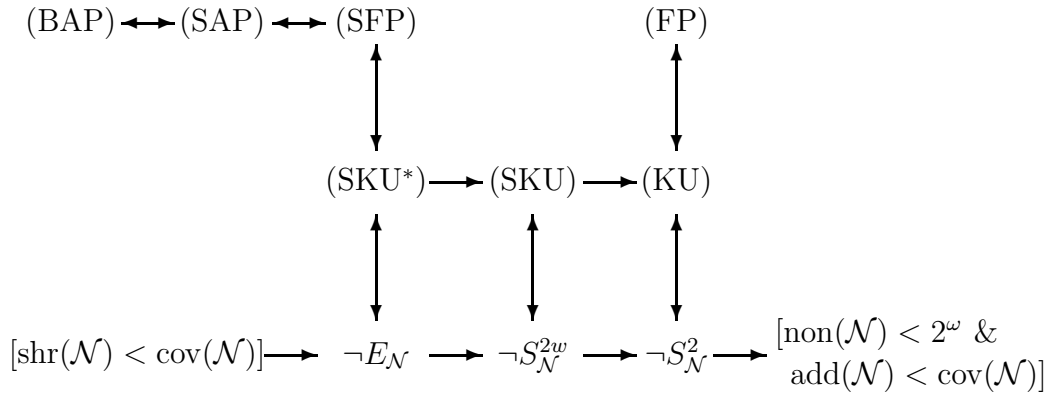 (BAP) (SAP) (SFP) (FP)
(SKU*) (SKU) (KU)
[non(𝒩) < 2^ω &
[shr(𝒩) < cov(𝒩)] ¬E_𝒩 ¬S^{2w}_𝒩 ¬S^2_𝒩
add(𝒩) < cov(𝒩)]